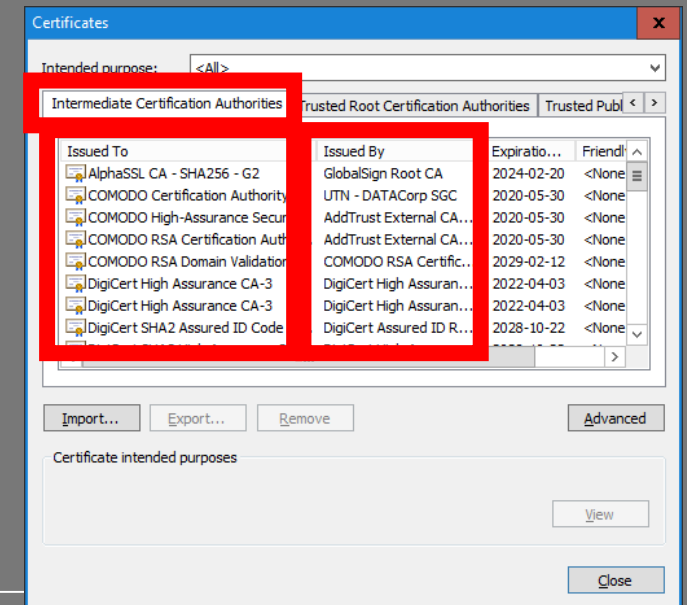 Certificates
x
Intended purpose: <All>
Intermediate Certification Authorities Trusted Root Certification Authorities Trusted Publ < >
Issued To Issued By Expiratio... Friendl
AlphaSSL CA - SHA256 - G2 GlobalSign Root CA 2024-02-20 <None
COMODO Certification Authority UTN - DATACorp SGC 2020-05-30 <None
COMODO High-Assurance Secur AddTrust External CA... 2020-05-30 <None
COMODO RSA Certification Auth AddTrust External CA... 2020-05-30 <None
COMODO RSA Domain Validation COMODO RSA Certific... 2029-02-12 <None
DigiCert High Assurance CA-3 DigiCert High Assuran... 2022-04-03 <None
DigiCert High Assurance CA-3 DigiCert High Assuran... 2022-04-03 <None
DigiCert SHA2 Assured ID Code DigiCert Assured ID R... 2028-10-22 <None
Import... Export... Remove Advanced
Certificate intended purposes
View
Close